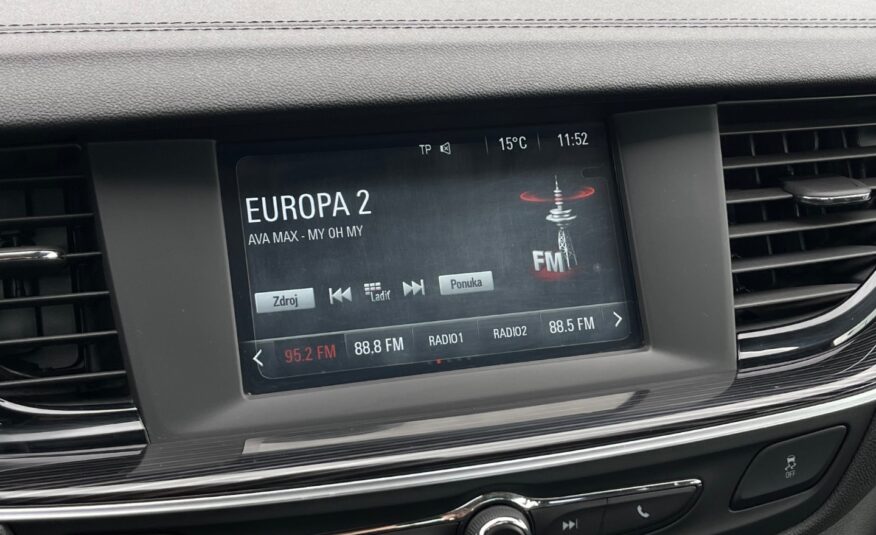 TP 15°C 11:52
EUROPA 2
AVA MAX - MY OH MY
FM
Zdroj Ladiť Ponuka
95.2 FM 88.8 FM RADIO1 RADIO2 88.5 FM
OFF